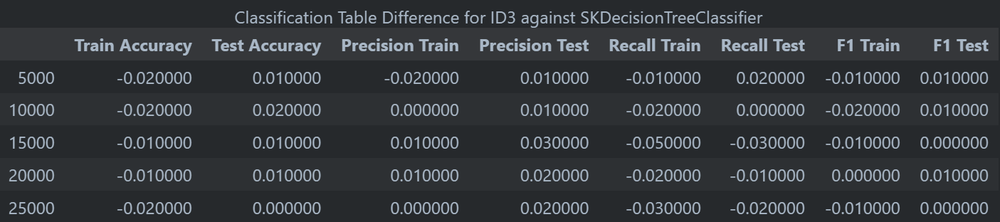 Classification Table Difference for ID3 against SKDecisionTreeClassifier
Train Accuracy Test Accuracy Precision Train Precision Test Recall Train Recall Test F1 Train F1 Test
5000 -0.020000 0.010000 -0.020000 0.010000 -0.010000 0.020000 -0.010000 0.010000
10000 -0.020000 0.020000 0.000000 0.010000 -0.020000 0.000000 -0.020000 0.010000
15000 -0.010000 0.010000 0.010000 0.030000 -0.050000 -0.030000 -0.010000 0.000000
20000 -0.010000 0.010000 0.010000 0.020000 -0.020000 -0.010000 0.000000 0.010000
25000 -0.020000 0.000000 0.000000 0.020000 -0.030000 -0.020000 -0.010000 0.000000